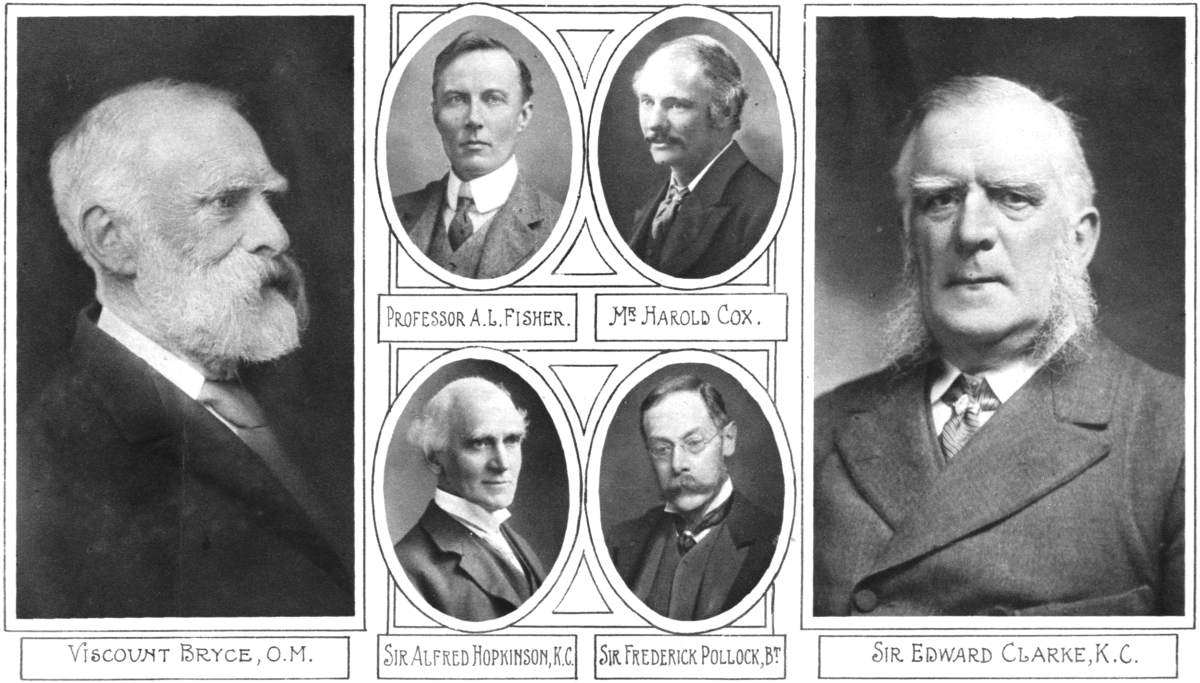 PROFESSOR A.L. FISHER.
MR HAROLD COX.
VISCOUNT BRYCE, O.M.
SIR ALFRED HOPKINSON, K.C.
SIR FREDERICK POLLOCK, BT
SIR EDWARD CLARKE, K.C.